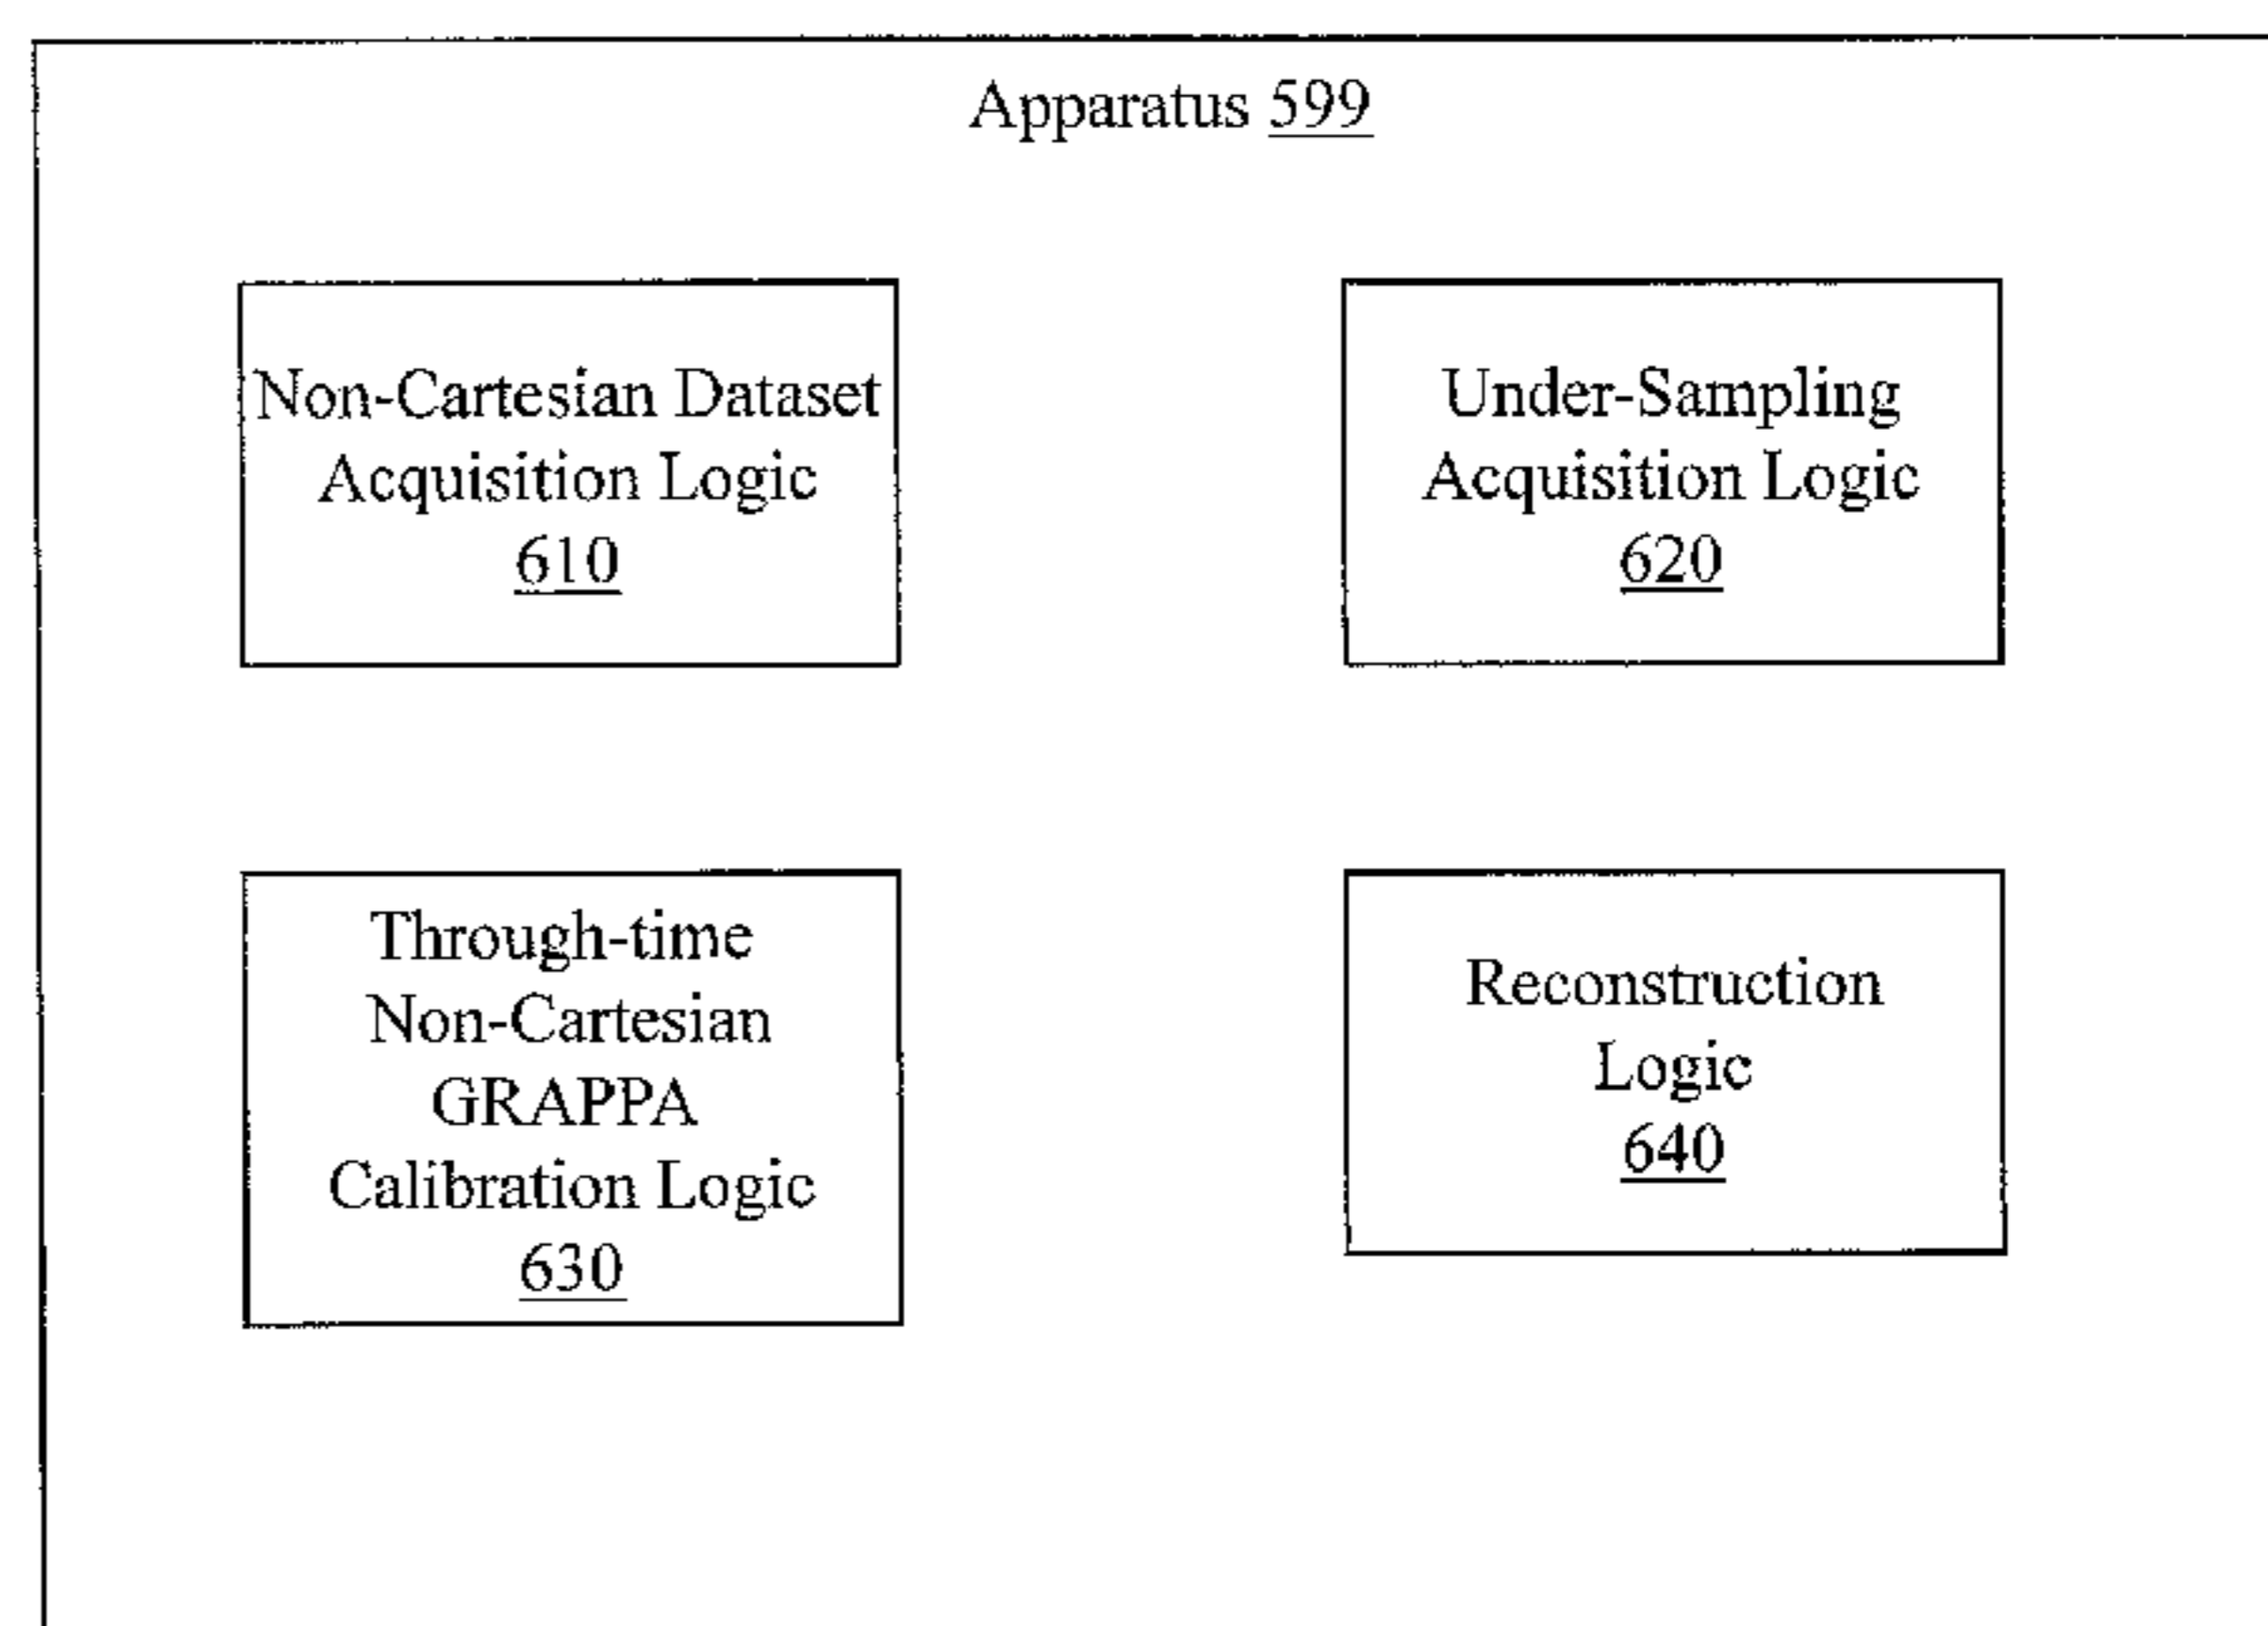 Apparatus 599
Non-Cartesian Dataset
Acquisition Logic
610
Under-Sampling
Acquisition Logic
620
Through-time
Non-Cartesian
GRAPPA
Calibration Logic
630
Reconstruction
Logic
640